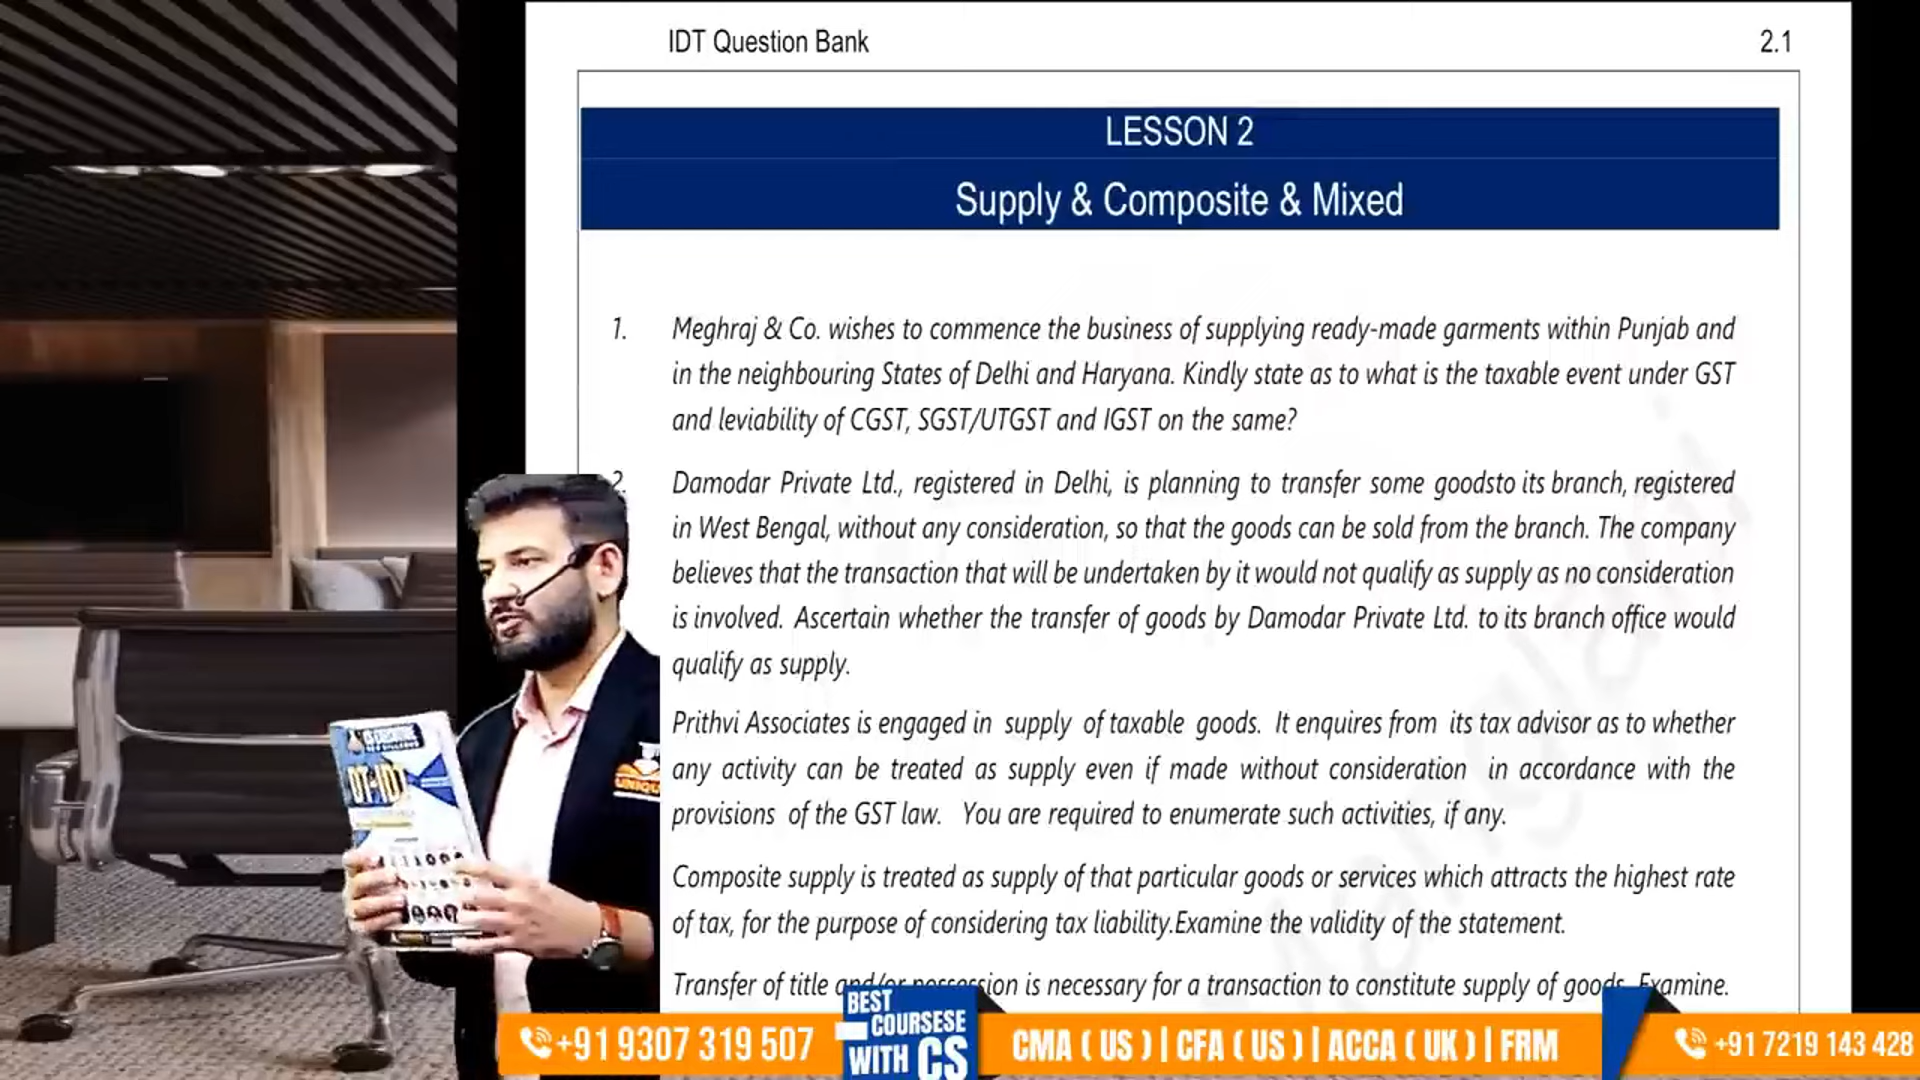 IDT Question Bank
2.1
LESSON 2
Supply & Composite & Mixed
1. Meghraj & Co. wishes to commence the business of supplying ready-made garments within Punjab and
in the neighbouring States of Delhi and Haryana. Kindly state as to what is the taxable event under GST
and leviability of CGST, SGST/UTGST and IGST on the same?
2. Damodar Private Ltd., registered in Delhi, is planning to transfer some goodsto its branch, registered
in West Bengal, without any consideration, so that the goods can be sold from the branch. The company
believes that the transaction that will be undertaken by it would not qualify as supply as no consideration
is involved. Ascertain whether the transfer of goods by Damodar Private Ltd. to its branch office would
qualify as supply.
Prithvi Associates is engaged in supply of taxable goods. It enquires from its tax advisor as to whether
any activity can be treated as supply even if made without consideration in accordance with the
provisions of the GST law. You are required to enumerate such activities, if any.
Composite supply is treated as supply of that particular goods or services which attracts the highest rate
of tax, for the purpose of considering tax liability.Examine the validity of the statement.
Transfer of title and/or possession is necessary for a transaction to constitute supply of goods. Examine.
DT-IDT
UNIQU
+91 9307 319 507
BEST
COURSESE
WITH CS
CMA ( US ) | CFA ( US ) | ACCA ( UK ) | FRM
+91 7219 143 428